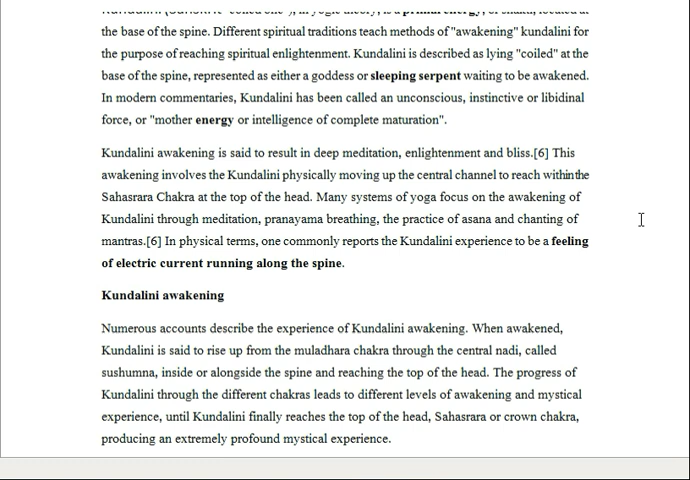 the base of the spine. Different spiritual traditions teach methods of "awakening" kundalini for
the purpose of reaching spiritual enlightenment. Kundalini is described as lying "coiled" at the
base of the spine, represented as either a goddess or sleeping serpent waiting to be awakened.
In modern commentaries, Kundalini has been called an unconscious, instinctive or libidinal
force, or "mother energy or intelligence of complete maturation".
Kundalini awakening is said to result in deep meditation, enlightenment and bliss.[6] This
awakening involves the Kundalini physically moving up the central channel to reach within the
Sahasrara Chakra at the top of the head. Many systems of yoga focus on the awakening of
Kundalini through meditation, pranayama breathing, the practice of asana and chanting of
mantras.[6] In physical terms, one commonly reports the Kundalini experience to be a feeling
of electric current running along the spine.
Kundalini awakening
Numerous accounts describe the experience of Kundalini awakening. When awakened,
Kundalini is said to rise up from the muladhara chakra through the central nadi, called
sushumna, inside or alongside the spine and reaching the top of the head. The progress of
Kundalini through the different chakras leads to different levels of awakening and mystical
experience, until Kundalini finally reaches the top of the head, Sahasrara or crown chakra,
producing an extremely profound mystical experience.